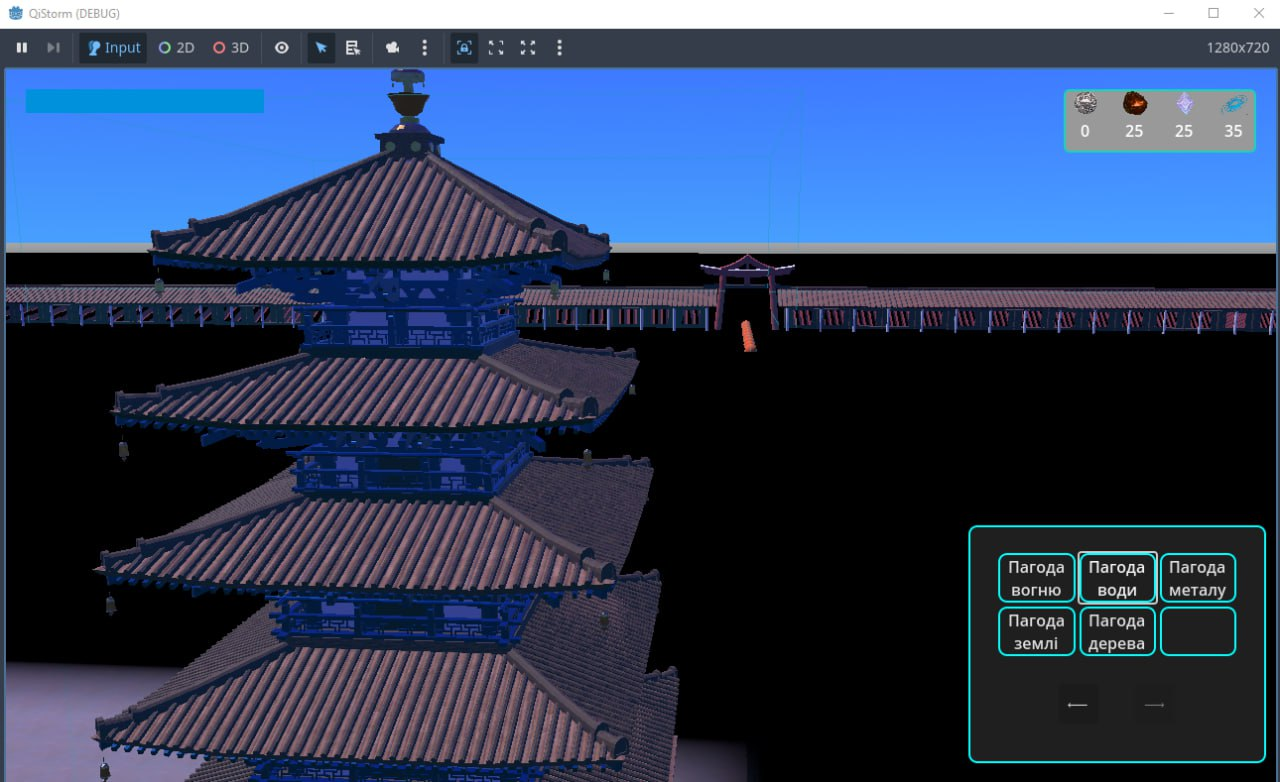 QiStorm (DEBUG)
Input 2D 3D 1280x720
0 25 25 35
Пагода вогню
Пагода води
Пагода металу
Пагода землі
Пагода дерева